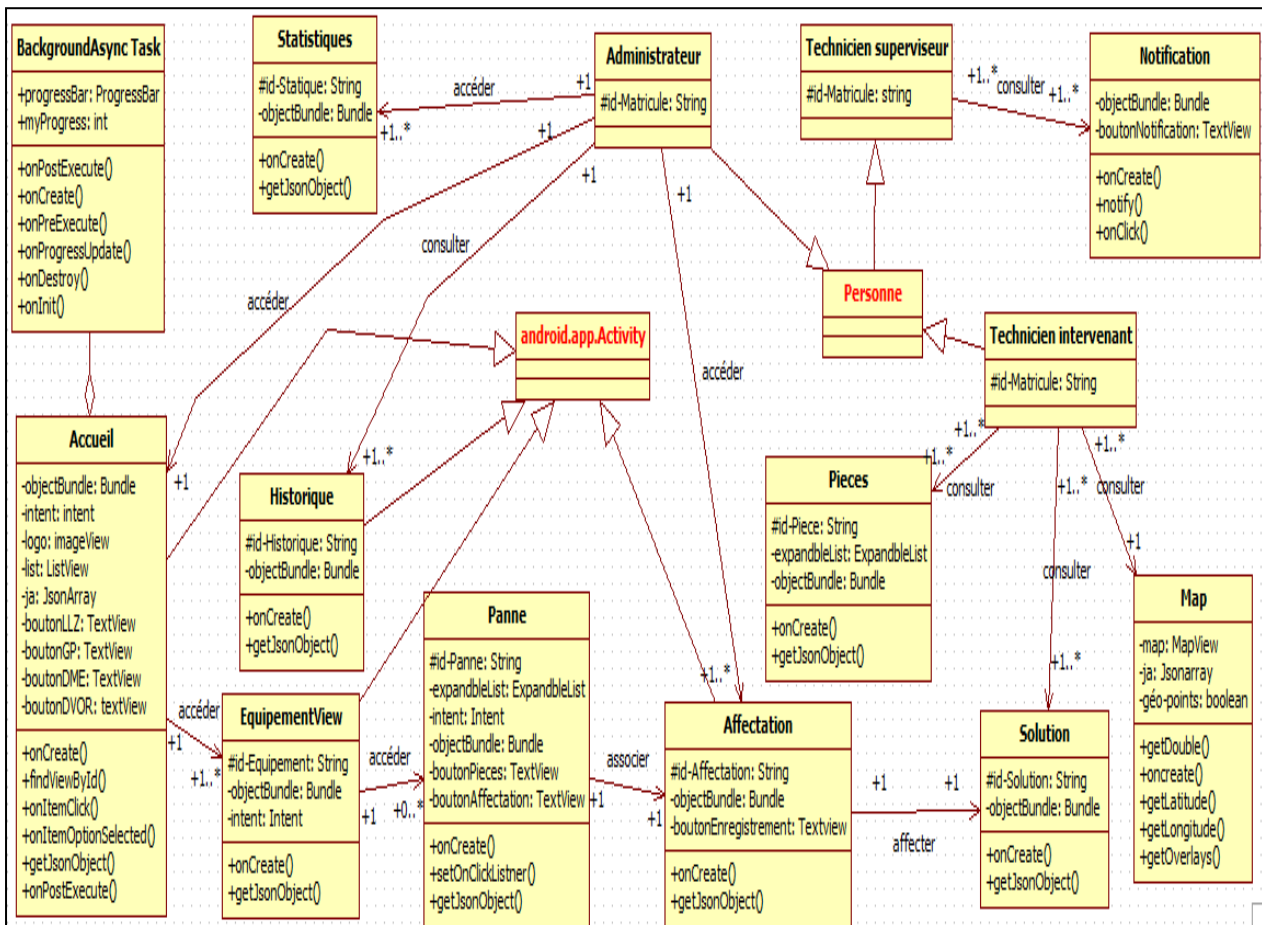 BackgroundAsync Task
+progressBar: ProgressBar
+myProgress: int
+onPostExecute()
+onCreate()
+onPreExecute()
+onProgressUpdate()
+onDestroy()
+onInit()
Statistiques
#id-Statique: String
-objectBundle: Bundle
+onCreate()
+getJsonObject()
accéder
+1
+1..*
Administrateur
#id-Matricule: String
+1
+1
+1
Technicien superviseur
#id-Matricule: string
+1..*
consulter
+1..*
Notification
-objectBundle: Bundle
-boutonNotification: TextView
+onCreate()
+notify()
+onClick()
consulter
accéder
accéder
Personne
android.app.Activity
Technicien intervenant
#id-Matricule: String
Accueil
-objectBundle: Bundle
-intent: intent
-logo: imageView
-list: ListView
-ja: JsonArray
-boutonLLZ: TextView
-boutonGP: TextView
-boutonDME: TextView
-boutonDVOR: textView
+onCreate()
+findViewById()
+onItemClick()
+onItemOptionSelected()
+getJsonObject()
+onPostExecute()
+1
+1..*
Historique
#id-Historique: String
-objectBundle: Bundle
+onCreate()
+getJsonObject()
+1..*
+1..*
consulter
Pieces
#id-Piece: String
-expandbleList: ExpandbleList
-objectBundle: Bundle
+onCreate()
+getJsonObject()
+1..*
+1..*
consulter
+1
consulter
+1..*
Map
-map: MapView
-ja: Jsonarray
-géo-points: boolean
+getDouble()
+oncreate()
+getLatitude()
+getLongitude()
+getOverlays()
accéder
+1
+1..*
EquipementView
#id-Equipement: String
-objectBundle: Bundle
-intent: Intent
+onCreate()
+getJsonObject()
accéder
+1
+0..*
Panne
#id-Panne: String
-expandbleList: ExpandbleList
-intent: Intent
-objectBundle: Bundle
-boutonPieces: TextView
-boutonAffectation: TextView
+onCreate()
+setOnClickListner()
+getJsonObject()
associer
+1
+1
+1..*
Affectation
#id-Affectation: String
-objectBundle: Bundle
-boutonEnregistrement: Textview
+onCreate()
+getJsonObject()
+1
+1
affecter
Solution
#id-Solution: String
-objectBundle: Bundle
+onCreate()
+getJsonObject()